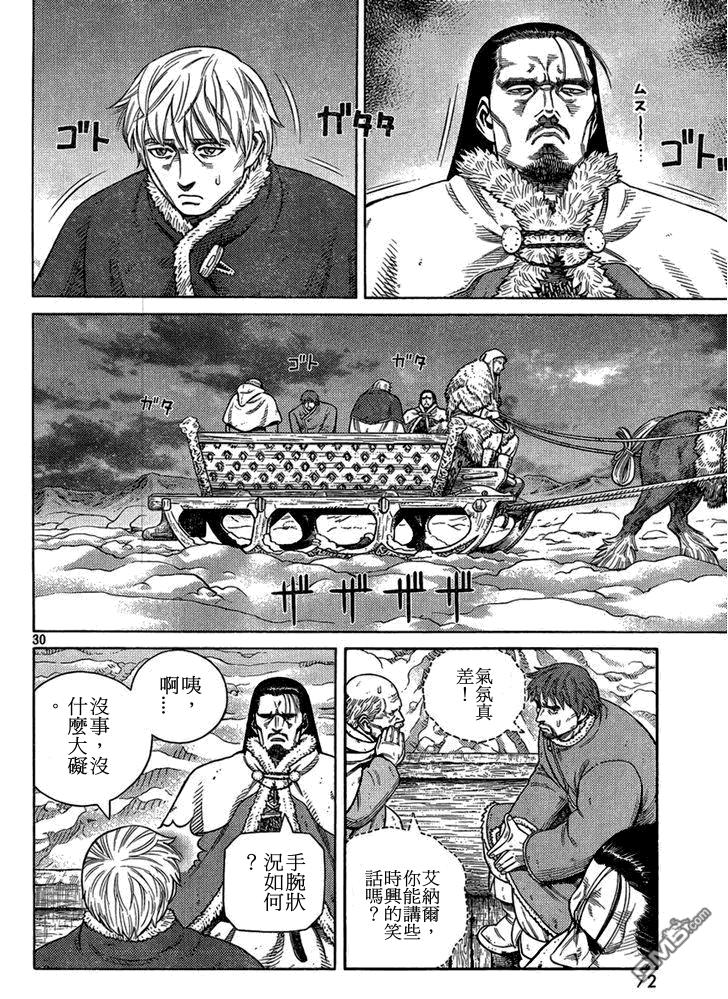 ムスー…
ゴトッ
ガタタ
ゴト
ガタ
ゴト
ガタ
ザザザザ
30
氣氛真
差!
艾納爾,
你能講些
時興的笑
話嗎?
手腕狀
況如何
?
咦,
啊……
沒事,沒
什麼大礙
。
72